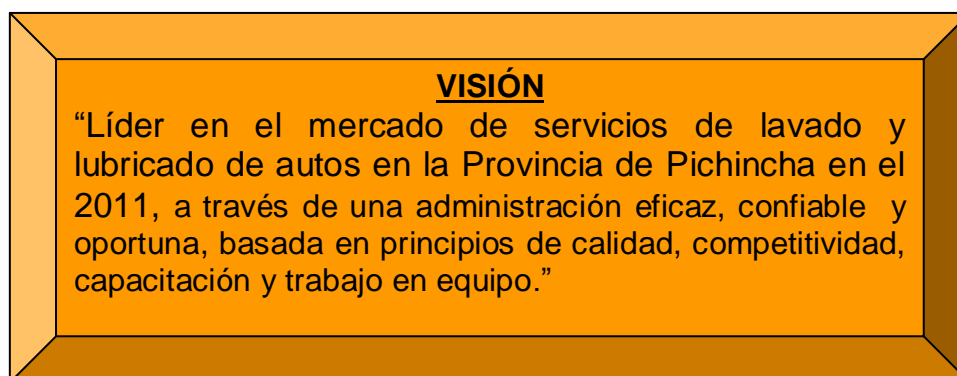 VISIÓN
“Líder en el mercado de servicios de lavado y
lubricado de autos en la Provincia de Pichincha en el
2011, a través de una administración eficaz, confiable y
oportuna, basada en principios de calidad, competitividad,
capacitación y trabajo en equipo.”